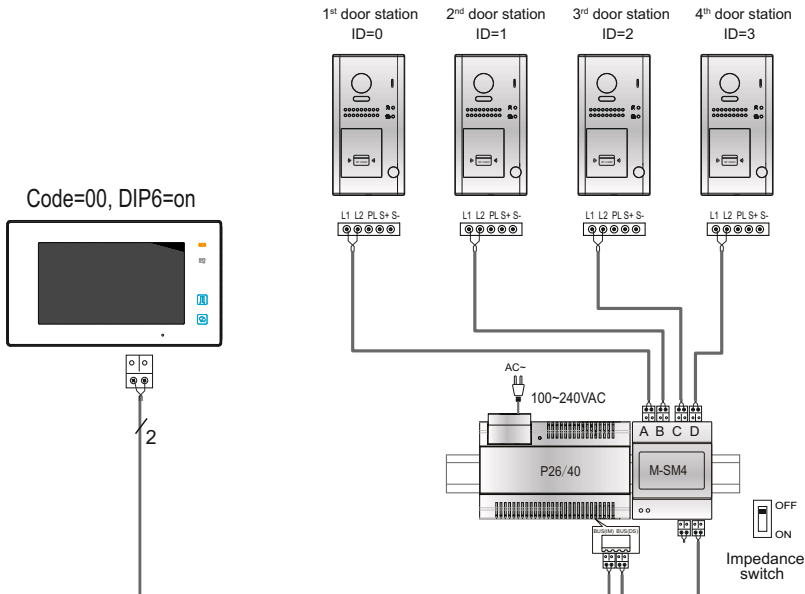 1st door station
ID=0
2nd door station
ID=1
3rd door station
ID=2
4th door station
ID=3
Code=00, DIP6=on
L1 L2 PL S+ S-
L1 L2 PL S+ S-
L1 L2 PL S+ S-
L1 L2 PL S+ S-
2
AC~
100~240VAC
A B C D
P26/40
M-SM4
BUS(IM) BUS(DS)
OFF
ON
Impedance
switch